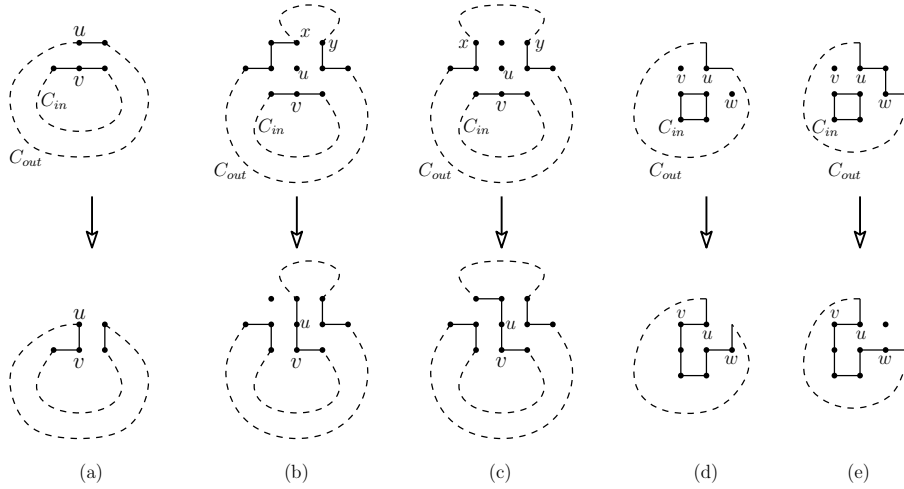 u
v
C_in
C_out
x
y
u
v
C_in
C_out
x
y
u
v
C_in
C_out
v
u
w
C_in
C_out
v
u
w
C_in
C_out
u
v
u
v
u
v
v
u
w
v
u
w
(a)
(b)
(c)
(d)
(e)